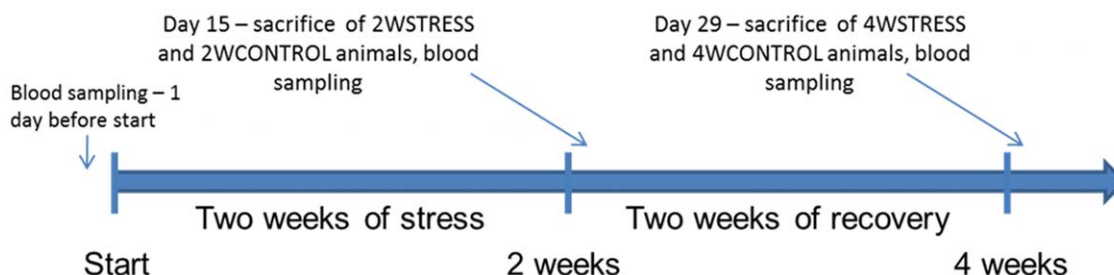 Day 15 – sacrifice of 2WSTRESS
and 2WCONTROL animals, blood
sampling
Day 29 – sacrifice of 4WSTRESS
and 4WCONTROL animals, blood
sampling
Blood sampling – 1
day before start
Two weeks of stress
Two weeks of recovery
Start
2 weeks
4 weeks